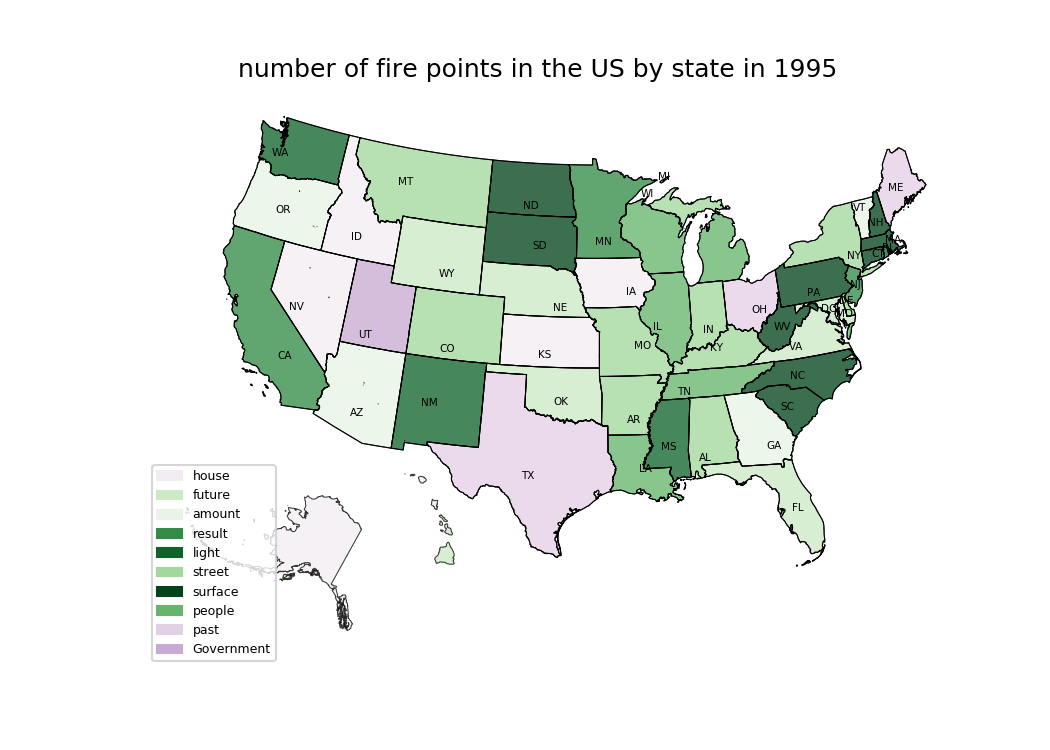 number of fire points in the US by state in 1995
WA
MT
ND
MN
WI
MI
ME
VT
NH
MA
OR
ID
SD
WY
NY
CT
NV
UT
NE
IA
IL
IN
OH
PA
NJ
DE
DC
MD
WV
VA
CA
CO
KS
MO
KY
NC
AZ
NM
OK
AR
TN
SC
TX
LA
MS
AL
GA
FL
house
future
amount
result
light
street
surface
people
past
Government